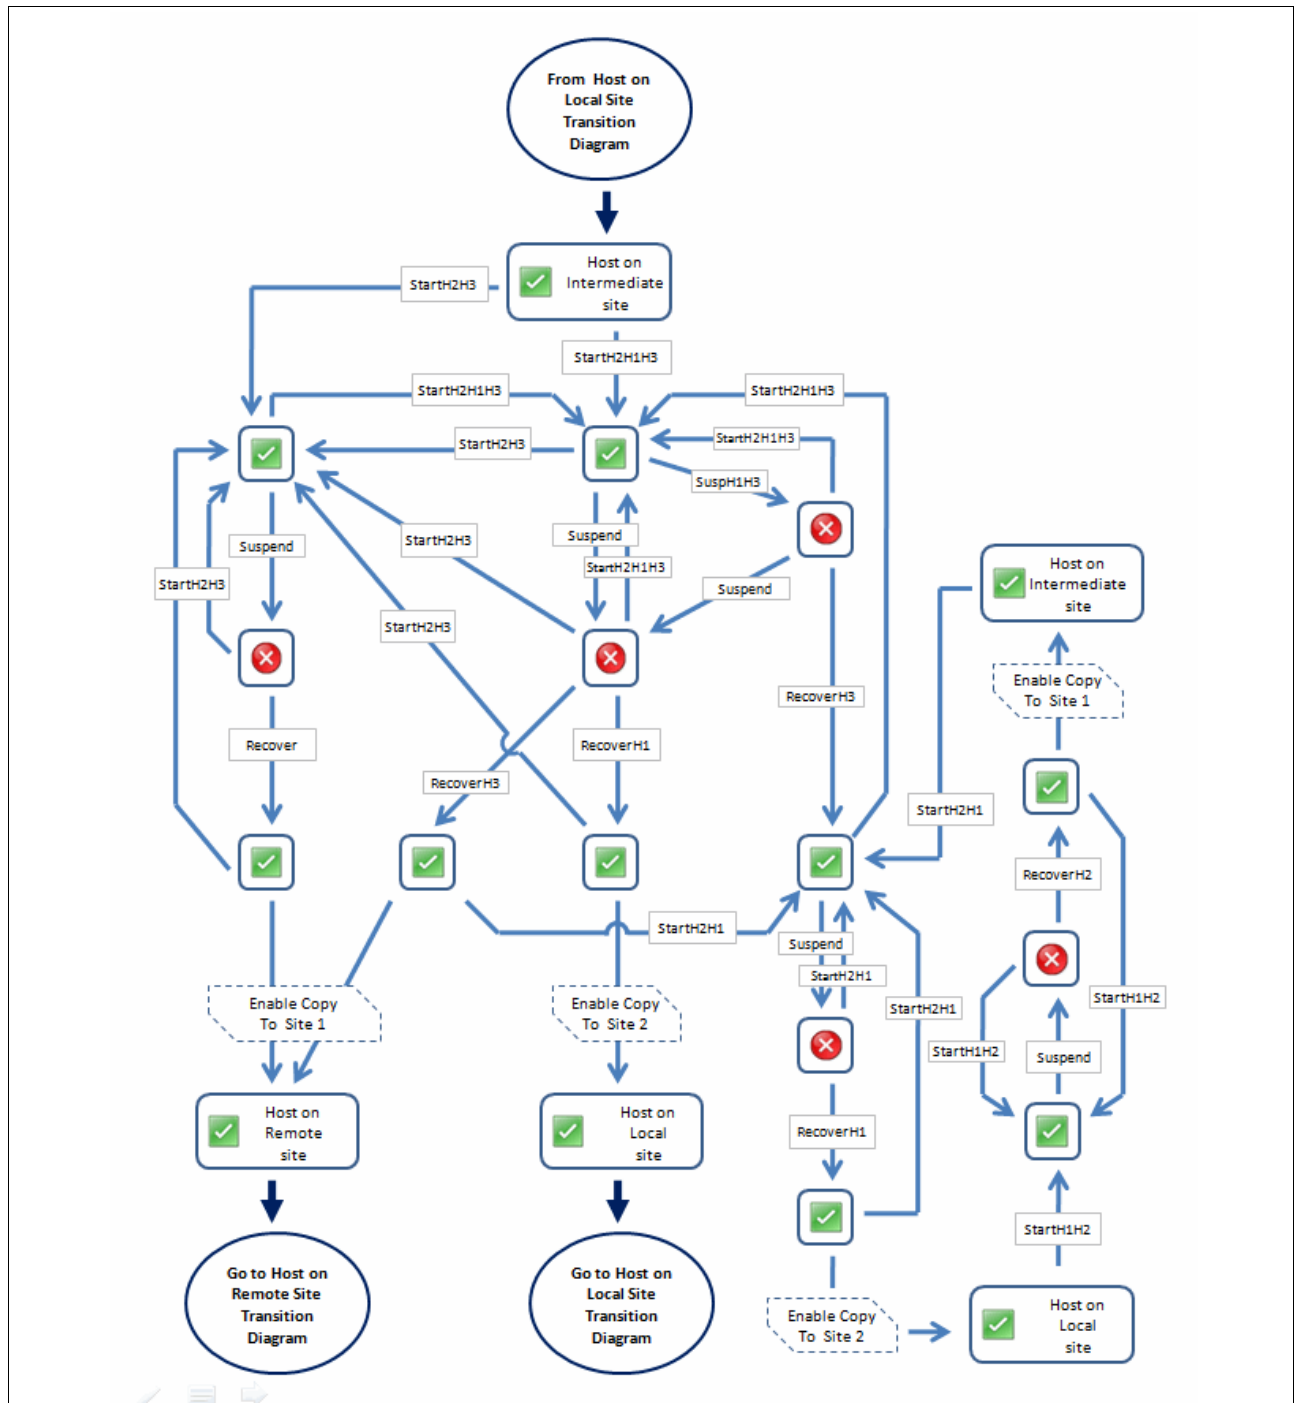 From Host on
Local Site
Transition
Diagram
Host on
Intermediate
site
StartH2H3
StartH2H1H3
StartH2H1H3
StartH2H1H3
StartH2H3
StartH2H1H3
SuspH1H3
Suspend
StartH2H3
Suspend
StartH2H1H3
StartH2H3
Suspend
StartH2H3
Host on
Intermediate
site
Enable Copy
To Site 1
RecoverH3
Recover
RecoverH1
RecoverH3
StartH2H1
RecoverH2
StartH2H1
Suspend
StartH2H1
StartH2H1
StartH1H2
Enable Copy
To Site 1
Enable Copy
To Site 2
StartH1H2
Suspend
Host on
Remote
site
Host on
Local
site
RecoverH1
StartH1H2
Go to Host on
Remote Site
Transition
Diagram
Go to Host on
Local Site
Transition
Diagram
Enable Copy
To Site 2
Host on
Local
site